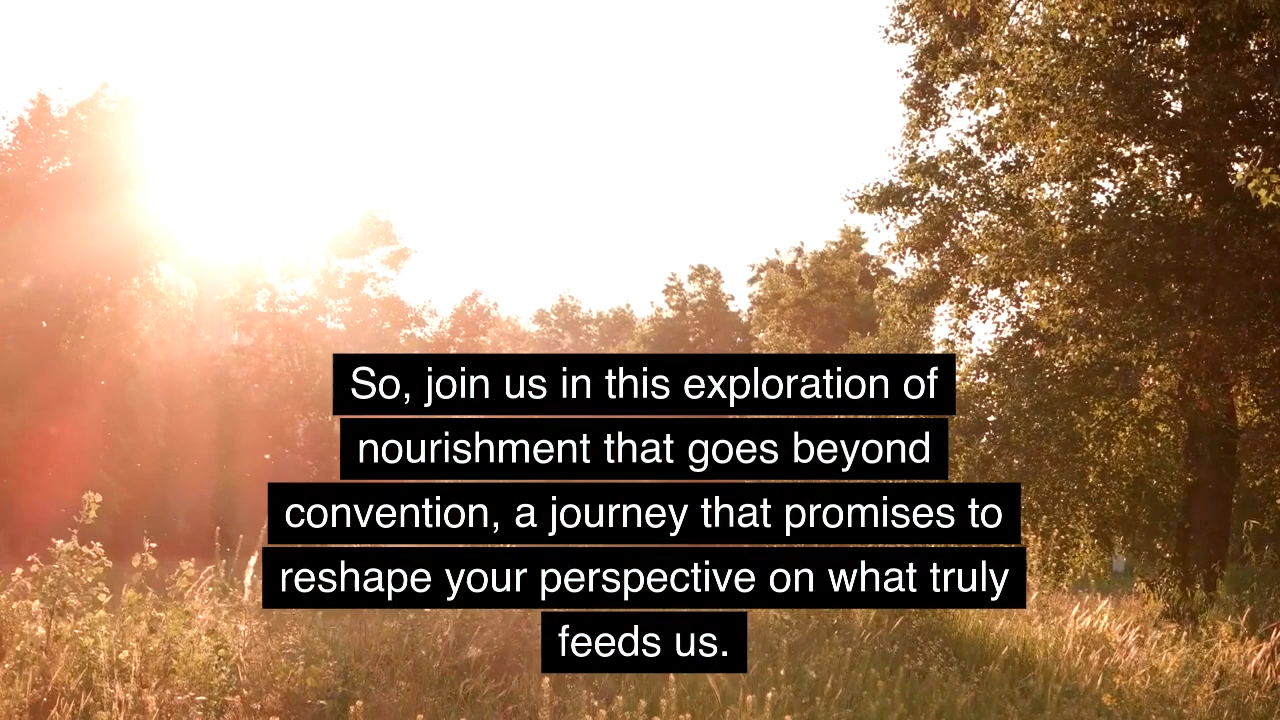 So, join us in this exploration of
nourishment that goes beyond
convention, a journey that promises to
reshape your perspective on what truly
feeds us.